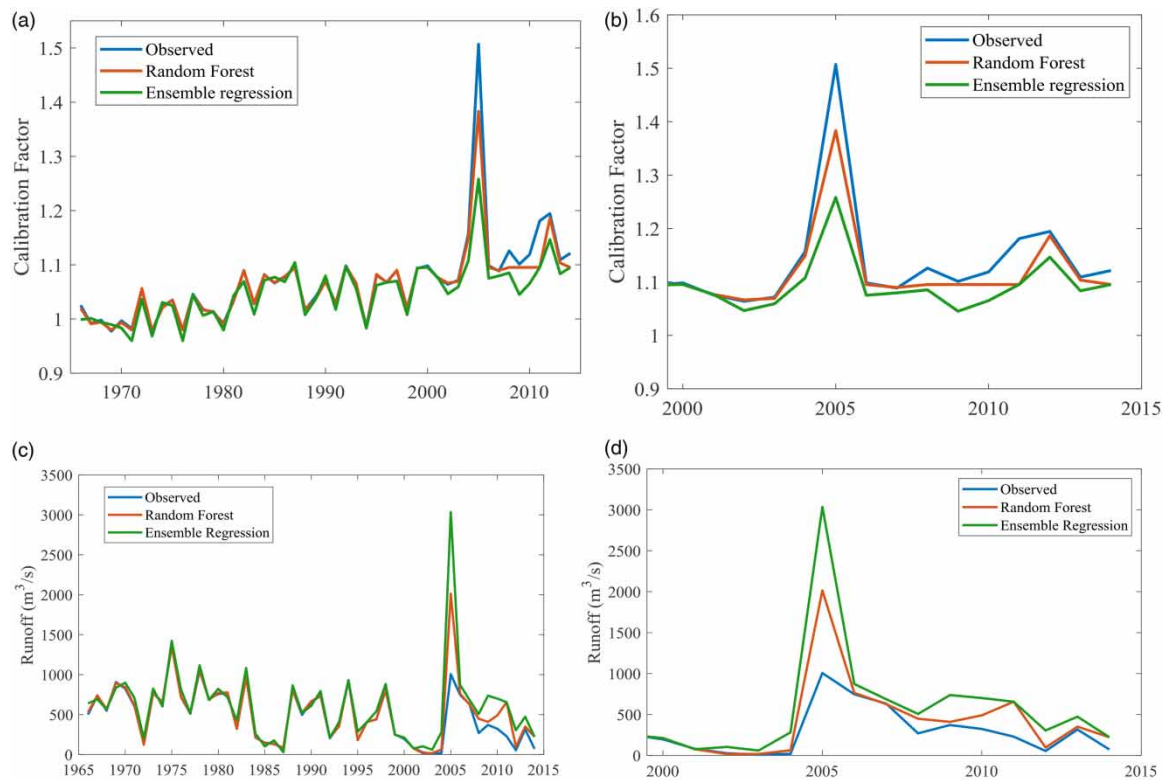 (a)
1.5
1.4
1.3
1.2
1.1
1
0.9
Calibration Factor
Observed
Random Forest
Ensemble regression
1970 1980 1990 2000 2010
(b)
1.6
1.5
1.4
1.3
1.2
1.1
1
0.9
Calibration Factor
Observed
Random Forest
Ensemble regression
2000 2005 2010 2015
(c)
3500
3000
2500
2000
1500
1000
500
0
Runoff (m³/s)
Observed
Random Forest
Ensemble Regression
1965 1970 1975 1980 1985 1990 1995 2000 2005 2010 2015
(d)
3500
3000
2500
2000
1500
1000
500
0
Runoff (m³/s)
Observed
Random Forest
Ensemble Regression
2000 2005 2010 2015